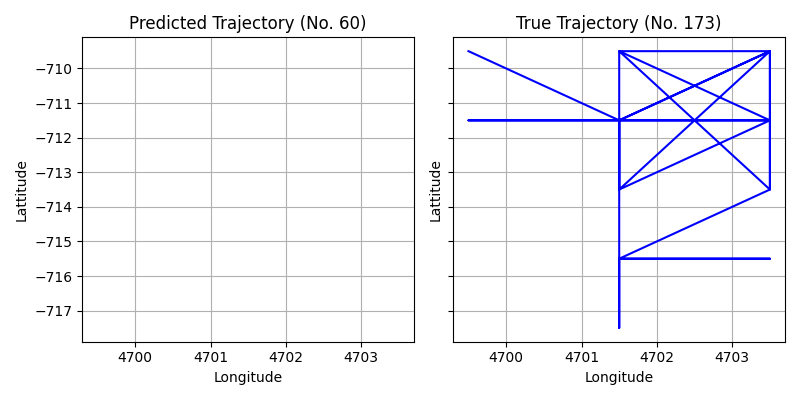 Predicted Trajectory (No. 60)
True Trajectory (No. 173)
Lattitude
−710
−711
−712
−713
−714
−715
−716
−717
4700
4701
4702
4703
Longitude
Lattitude
4700
4701
4702
4703
Longitude